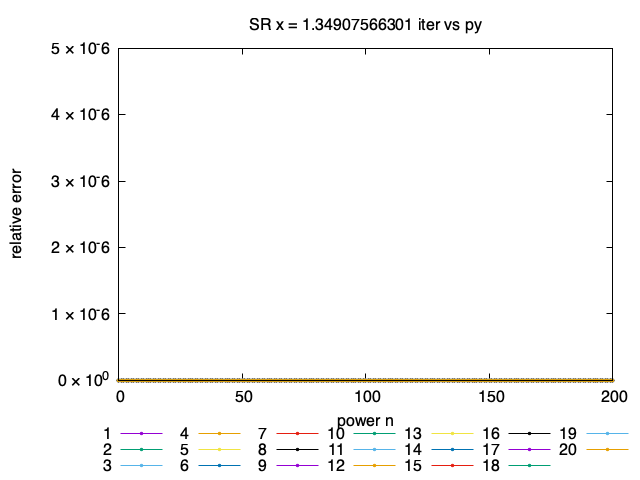 SR x = 1.34907566301 iter vs py
5 × 10-6
4 × 10-6
3 × 10-6
2 × 10-6
1 × 10-6
0 × 10⁰
relative error
0 50 100 150 200
power n
1 4 7 10 13 16 19
2 5 8 11 14 17 20
3 6 9 12 15 18